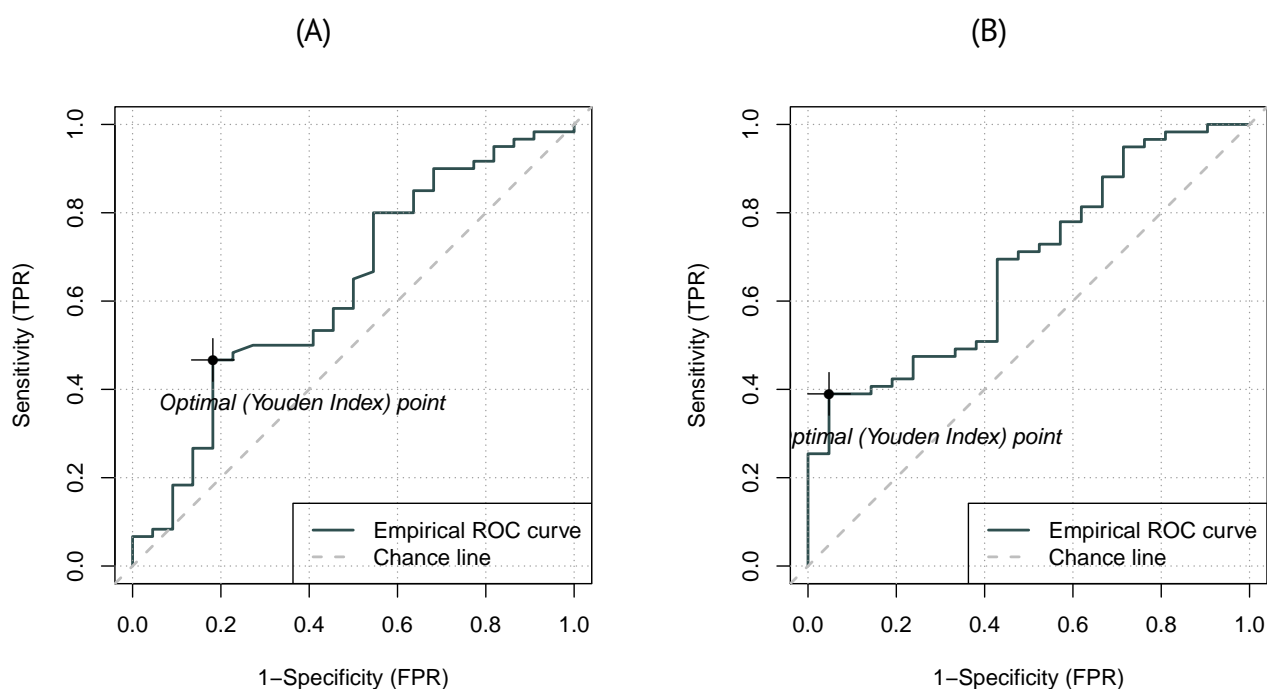 (A)
1.0
0.8
0.6
0.4
0.2
0.0
Sensitivity (TPR)
Optimal (Youden Index) point
Empirical ROC curve
Chance line
0.0 0.2 0.4 0.6 0.8 1.0
1−Specificity (FPR)
(B)
1.0
0.8
0.6
0.4
0.2
0.0
Sensitivity (TPR)
ptimal (Youden Index) point
Empirical ROC curve
Chance line
0.0 0.2 0.4 0.6 0.8 1.0
1−Specificity (FPR)